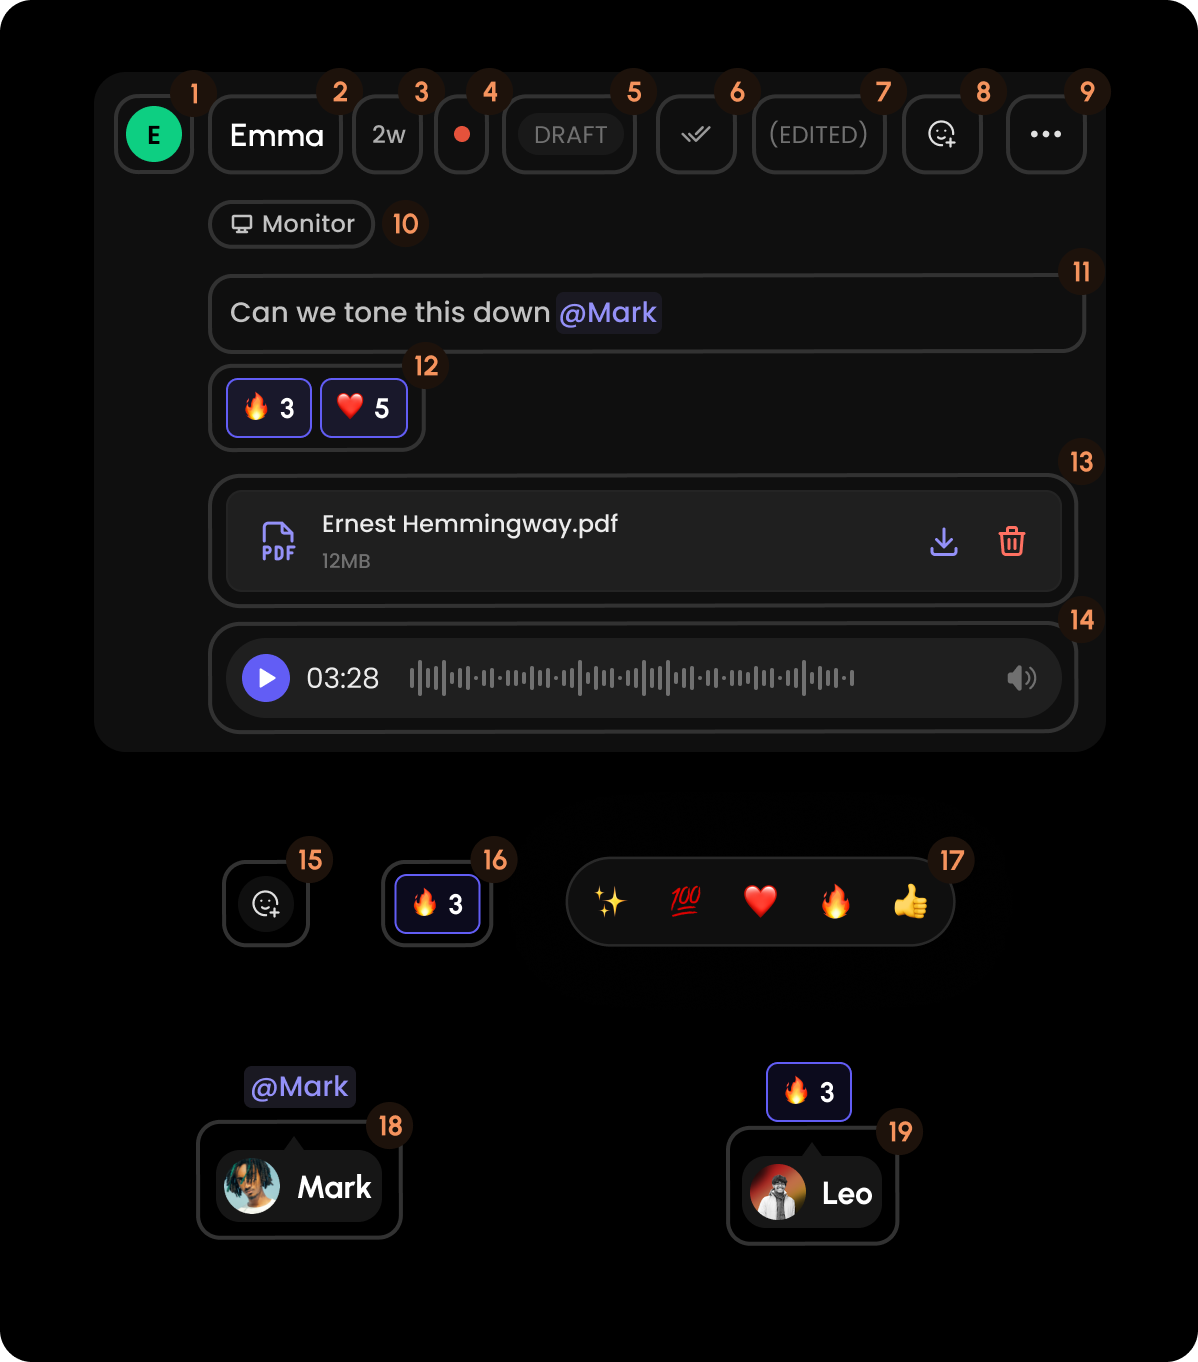 1 2 3 4 5 6 7 8 9
E Emma 2w DRAFT (EDITED)
Monitor 10
11
Can we tone this down @Mark
12
🔥 3 ❤️ 5
13
Ernest Hemmingway.pdf
PDF
12MB
14
03:28
15 16 17
🔥 3 ✨ 💯 ❤️ 🔥 👍
@Mark 🔥 3
18 19
Mark Leo